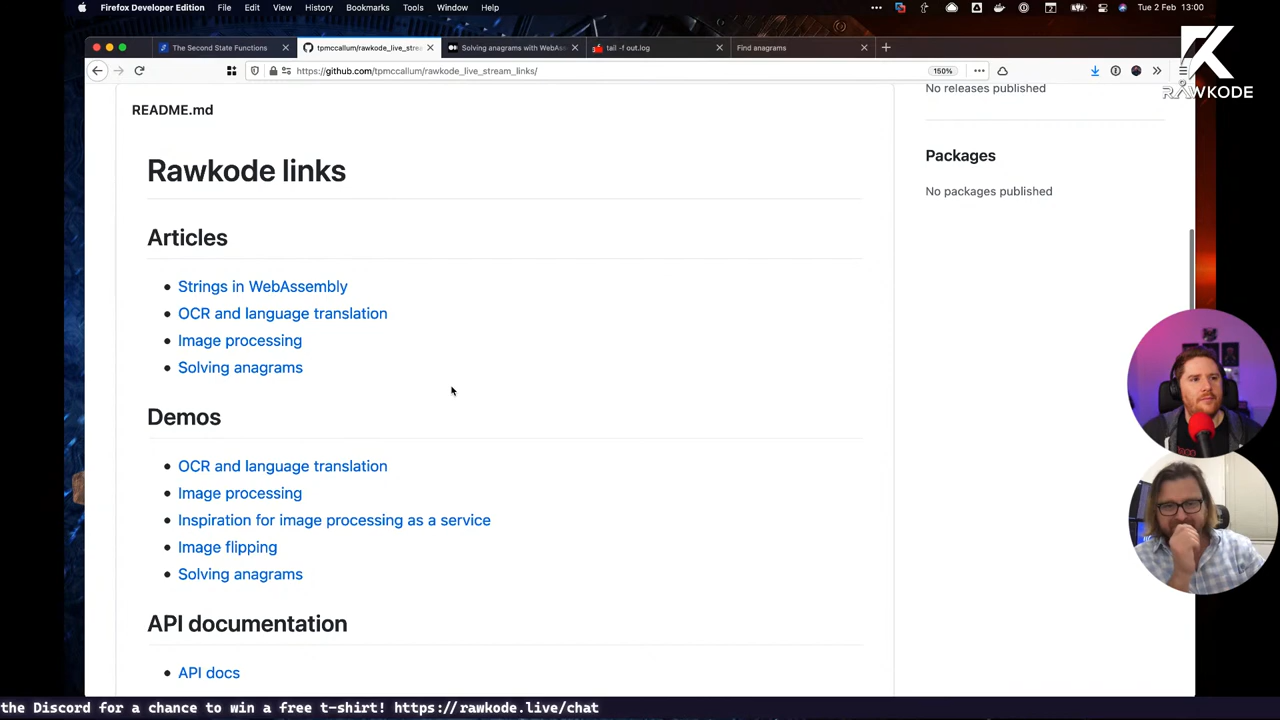 Firefox Developer Edition File Edit View History Bookmarks Tools Window Help
Tue 2 Feb 13:00
The Second State Functions
tpmccallum/rawkode_live_stre
Solving anagrams with WebAs
tail -f out.log
Find anagrams
https://github.com/tpmccallum/rawkode_live_stream_links/
150%
RAWKODE
No releases published
README.md
Packages
No packages published
Rawkode links
Articles
Strings in WebAssembly
OCR and language translation
Image processing
Solving anagrams
Demos
OCR and language translation
Image processing
Inspiration for image processing as a service
Image flipping
Solving anagrams
API documentation
API docs
the Discord for a chance to win a free t-shirt! https://rawkode.live/chat